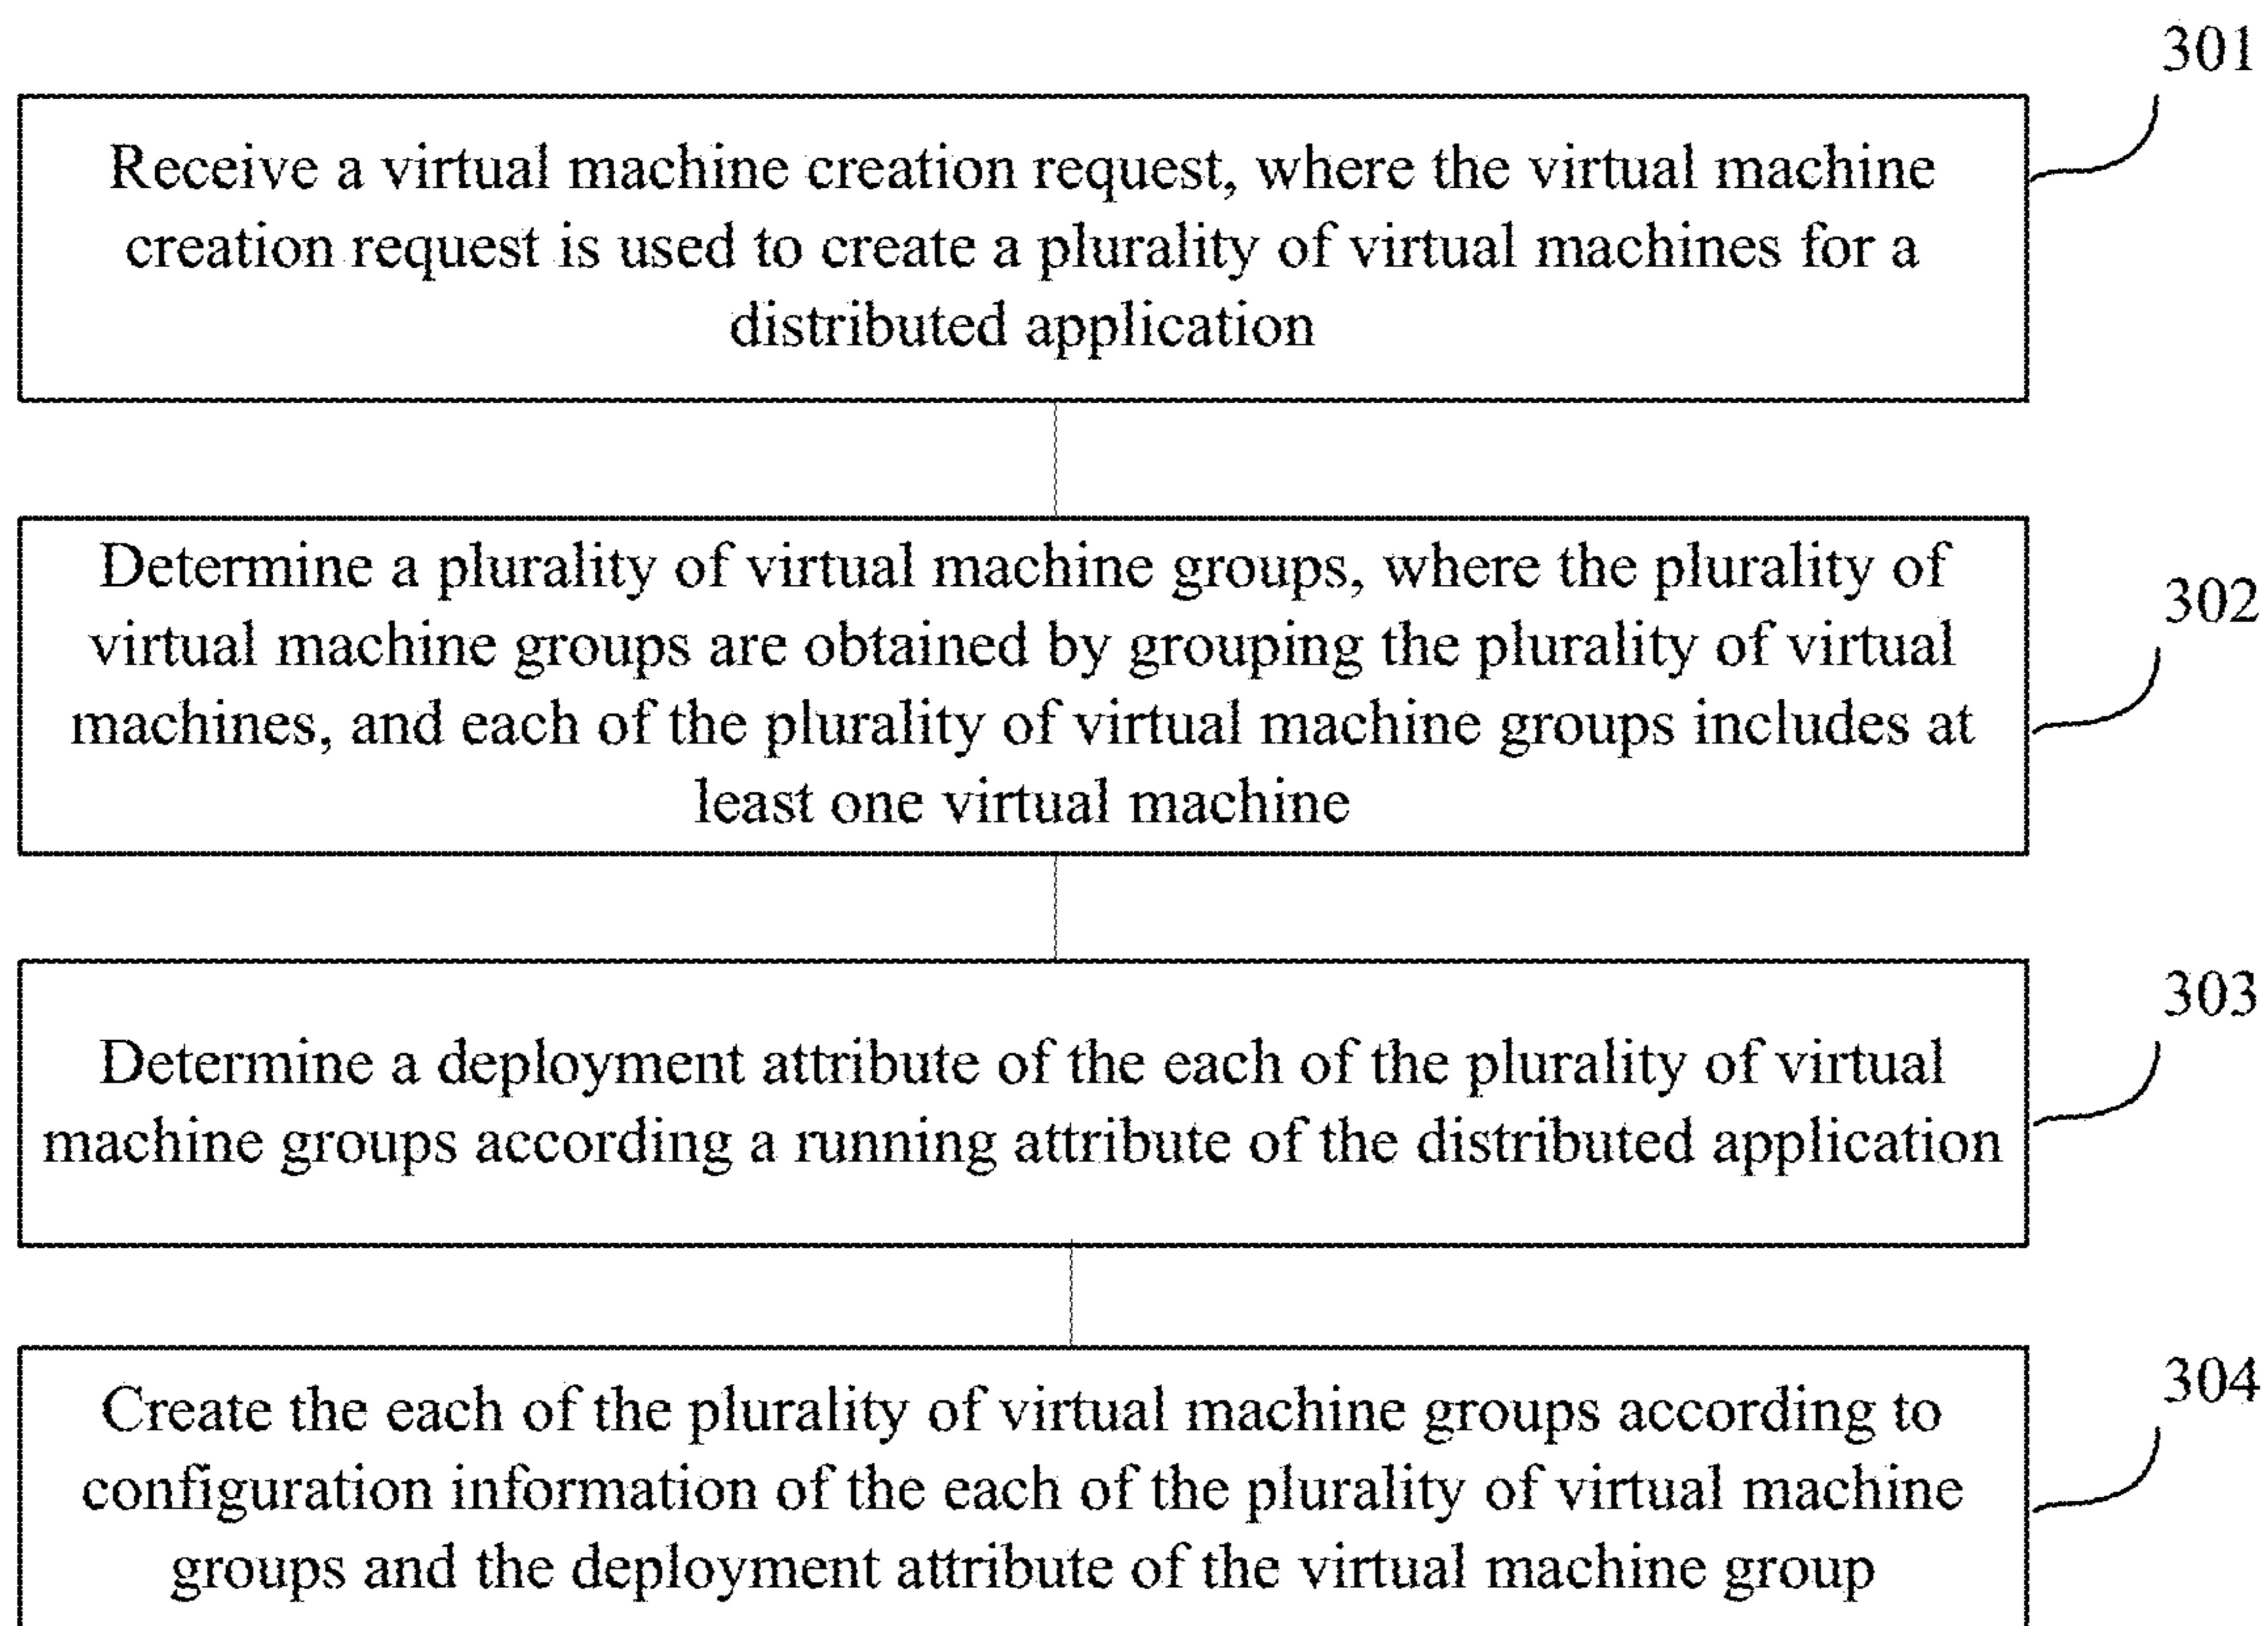 301
Receive a virtual machine creation request, where the virtual machine
creation request is used to create a plurality of virtual machines for a
distributed application
Determine a plurality of virtual machine groups, where the plurality of
virtual machine groups are obtained by grouping the plurality of virtual
machines, and each of the plurality of virtual machine groups includes at
least one virtual machine
302
Determine a deployment attribute of the each of the plurality of virtual
machine groups according a running attribute of the distributed application
303
Create the each of the plurality of virtual machine groups according to
configuration information of the each of the plurality of virtual machine
groups and the deployment attribute of the virtual machine group
304